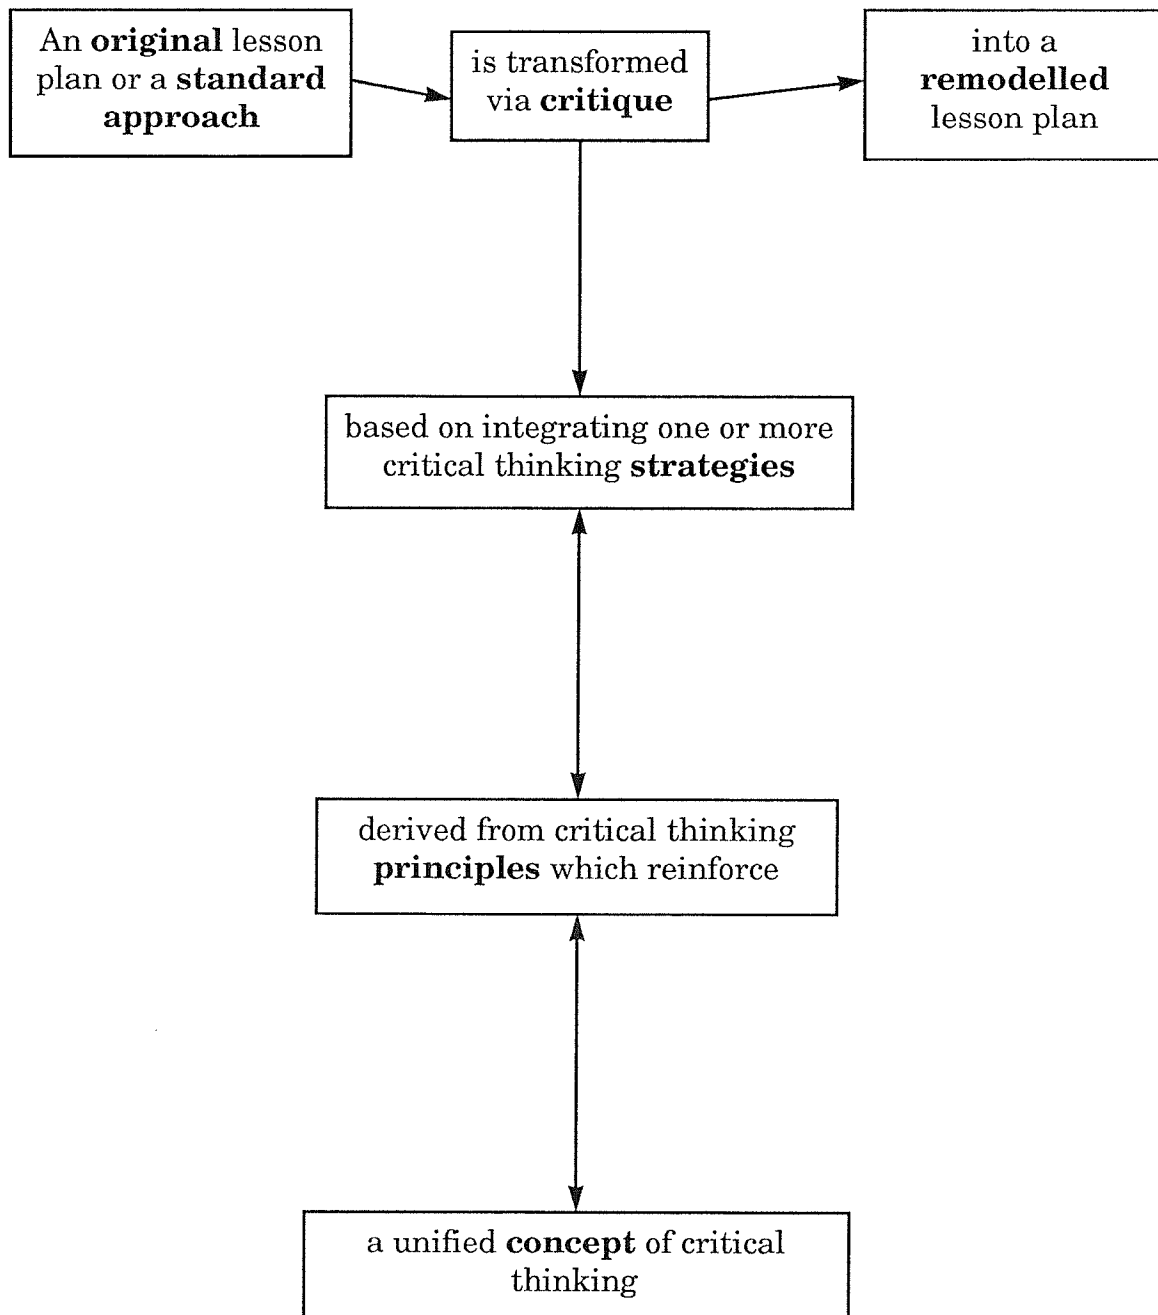 An original lesson
plan or a standard
approach
is transformed
via critique
into a
remodelled
lesson plan
based on integrating one or more
critical thinking strategies
derived from critical thinking
principles which reinforce
a unified concept of critical
thinking